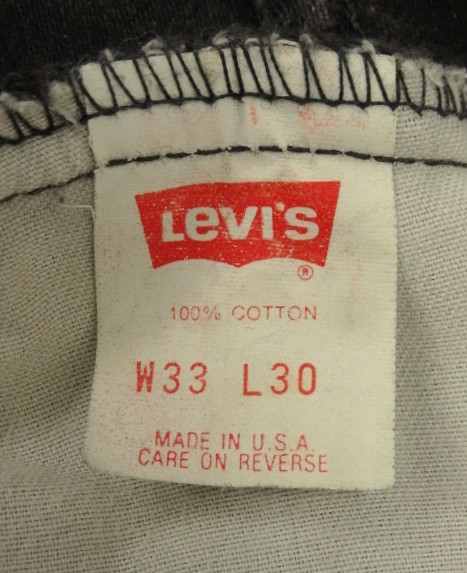 Levi's
®
100% COTTON
W33 L30
MADE IN U.S.A.
CARE ON REVERSE